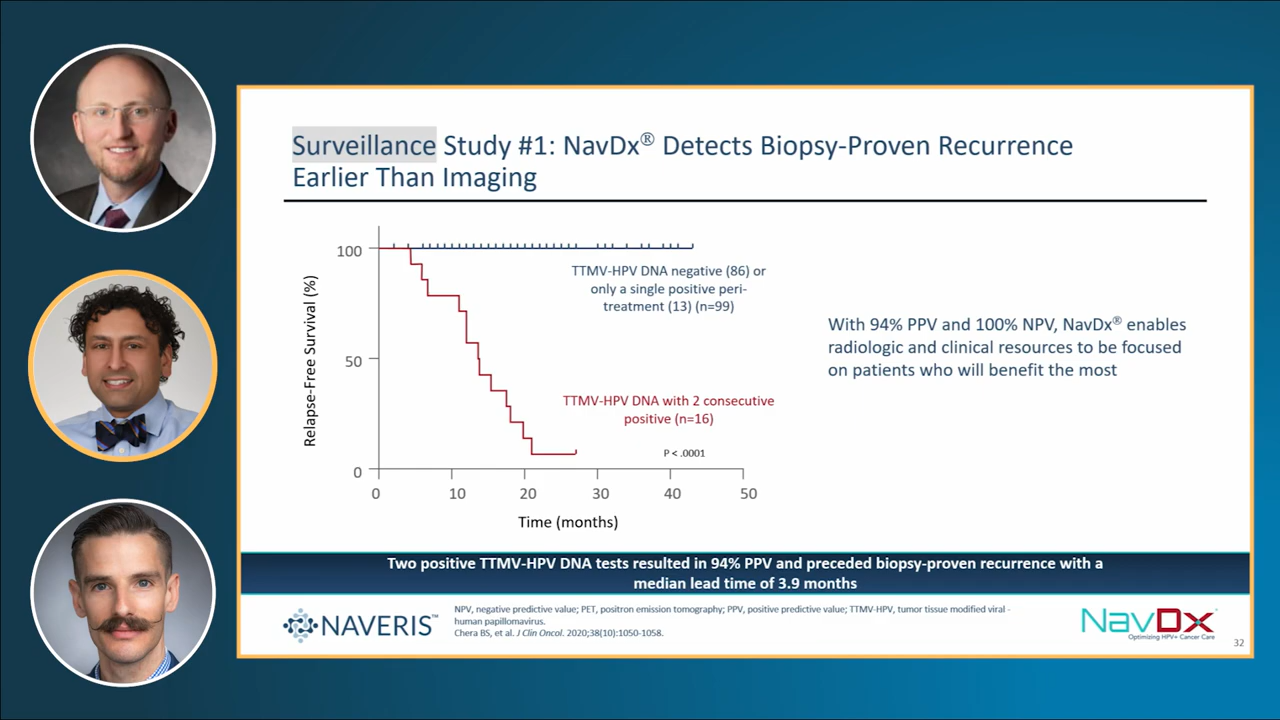 Surveillance Study #1: NavDx® Detects Biopsy-Proven Recurrence
Earlier Than Imaging
Relapse-Free Survival (%)
100
50
0
0 10 20 30 40 50
Time (months)
TTMV-HPV DNA negative (86) or
only a single positive peri-
treatment (13) (n=99)
TTMV-HPV DNA with 2 consecutive
positive (n=16)
P < .0001
With 94% PPV and 100% NPV, NavDx® enables
radiologic and clinical resources to be focused
on patients who will benefit the most
Two positive TTMV-HPV DNA tests resulted in 94% PPV and preceded biopsy-proven recurrence with a
median lead time of 3.9 months
NAVERIS™
NPV, negative predictive value; PET, positron emission tomography; PPV, positive predictive value; TTMV-HPV, tumor tissue modified viral -
human papillomavirus.
Chera BS, et al. J Clin Oncol. 2020;38(10):1050-1058.
NavDx®
Optimizing HPV+ Cancer Care
32